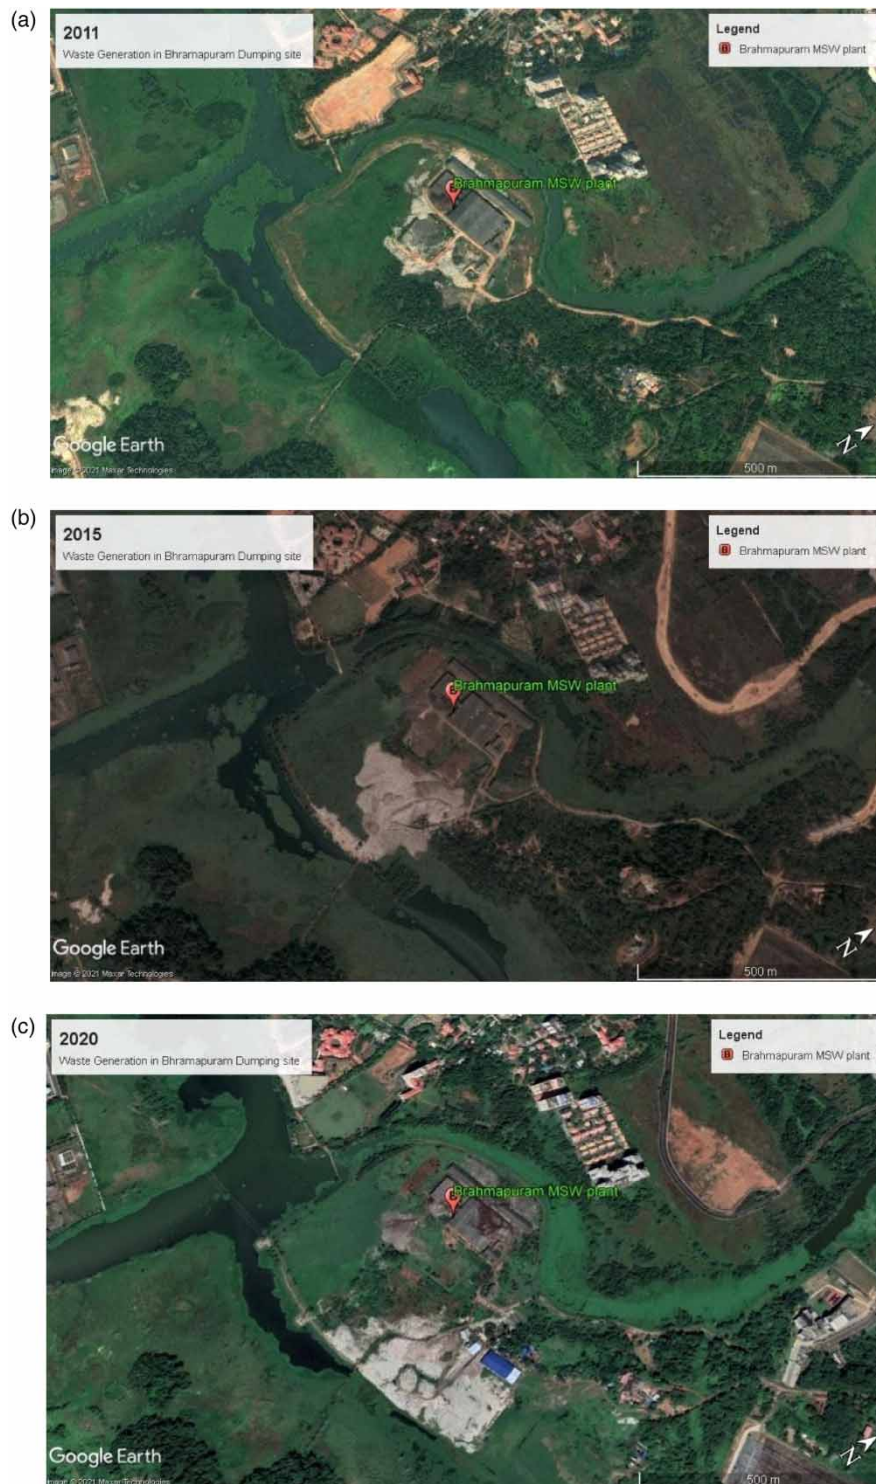 (a)
2011
Waste Generation in Bhramapuram Dumping site
Legend
B Brahmapuram MSW plant
Brahmapuram MSW plant
Google Earth
Image © 2021 Maxar Technologies
N
500 m
(b)
2015
Waste Generation in Bhramapuram Dumping site
Legend
B Brahmapuram MSW plant
Brahmapuram MSW plant
Google Earth
Image © 2021 Maxar Technologies
N
500 m
(c)
2020
Waste Generation in Bhramapuram Dumping site
Legend
B Brahmapuram MSW plant
Brahmapuram MSW plant
Google Earth
N
500 m